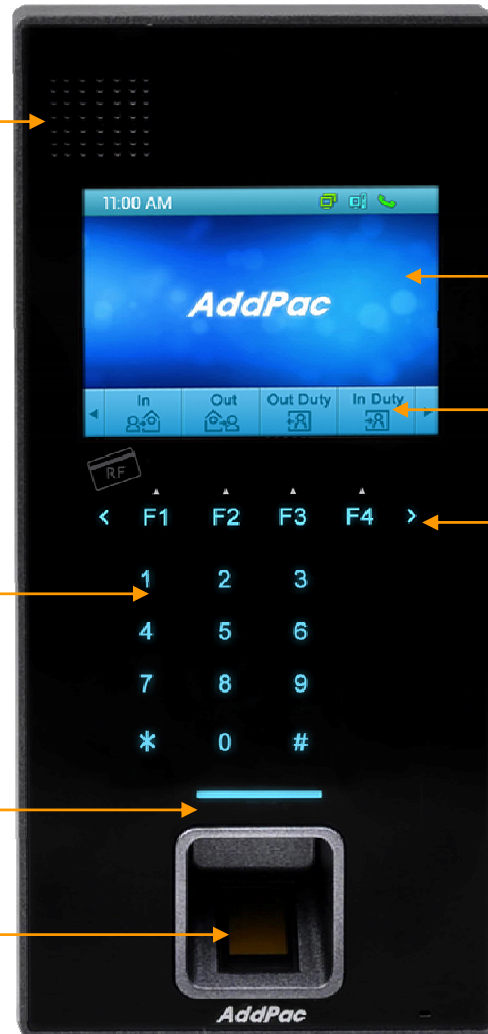 11:00 AM
AddPac
In Out Out Duty In Duty
RF
< F1 F2 F3 F4 >
1 2 3
4 5 6
7 8 9
* 0 #
AddPac